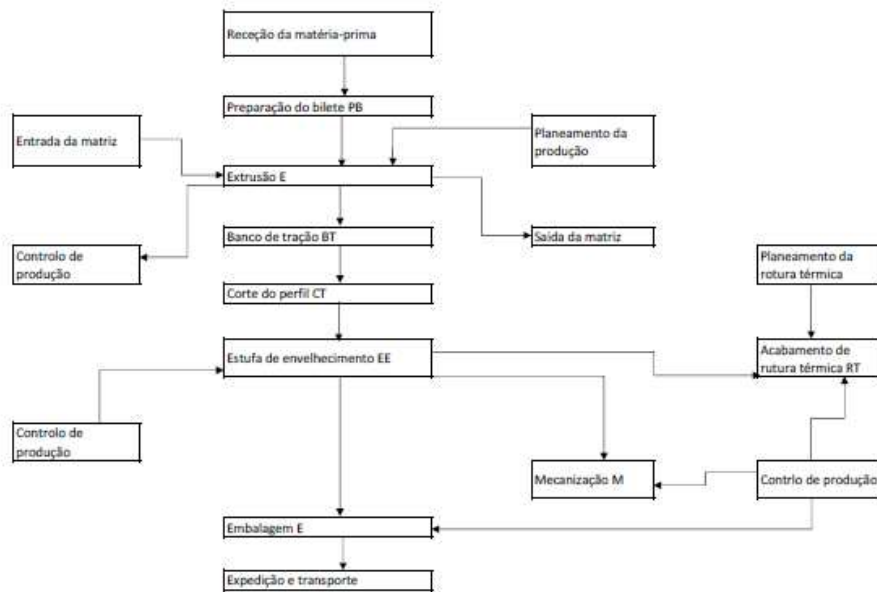 Receção da matéria-prima
Preparação do bilete PB
Entrada da matriz
Planeamento da
produção
Extrusão E
Banco de tração BT
Saída da matriz
Controlo de
produção
Planeamento da
rotura térmica
Corte do perfil CT
Estufa de envelhecimento EE
Acabamento de
rutura térmica RT
Controlo de
produção
Mecanização M
Contrlo de produção
Embalagem E
Expedição e transporte